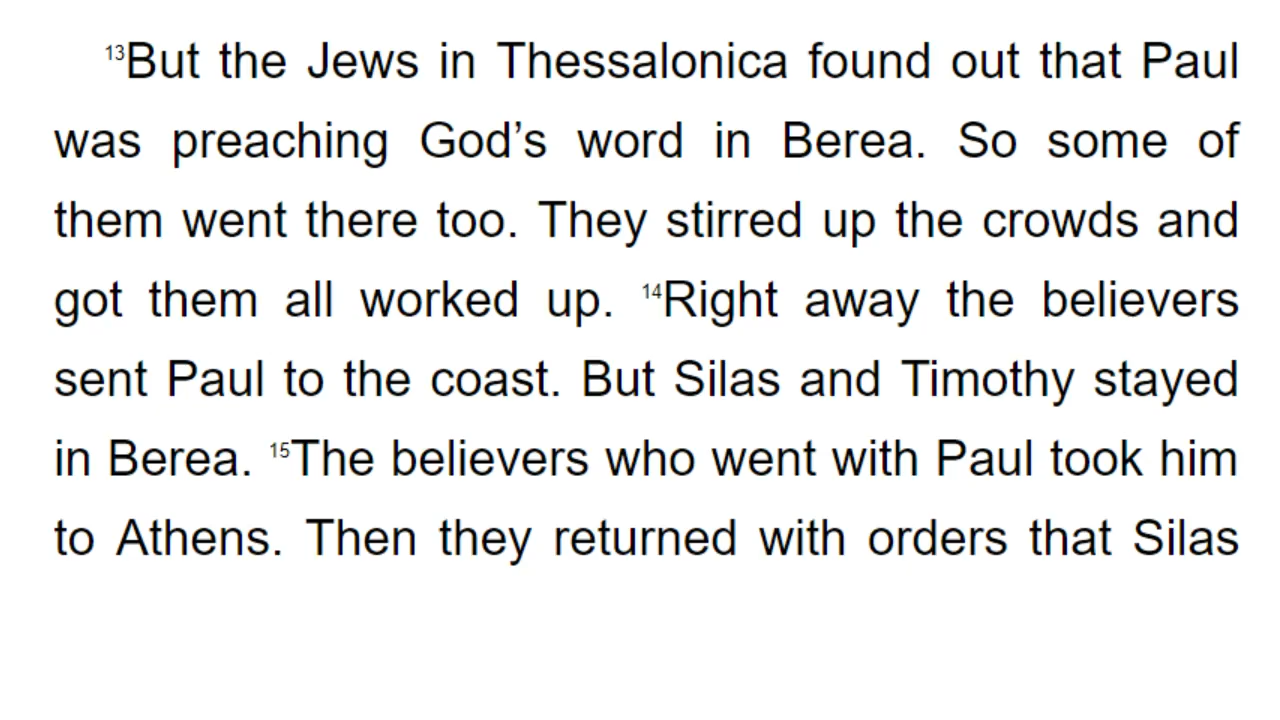 13But the Jews in Thessalonica found out that Paul
was preaching God’s word in Berea. So some of
them went there too. They stirred up the crowds and
got them all worked up. 14Right away the believers
sent Paul to the coast. But Silas and Timothy stayed
in Berea. 15The believers who went with Paul took him
to Athens. Then they returned with orders that Silas